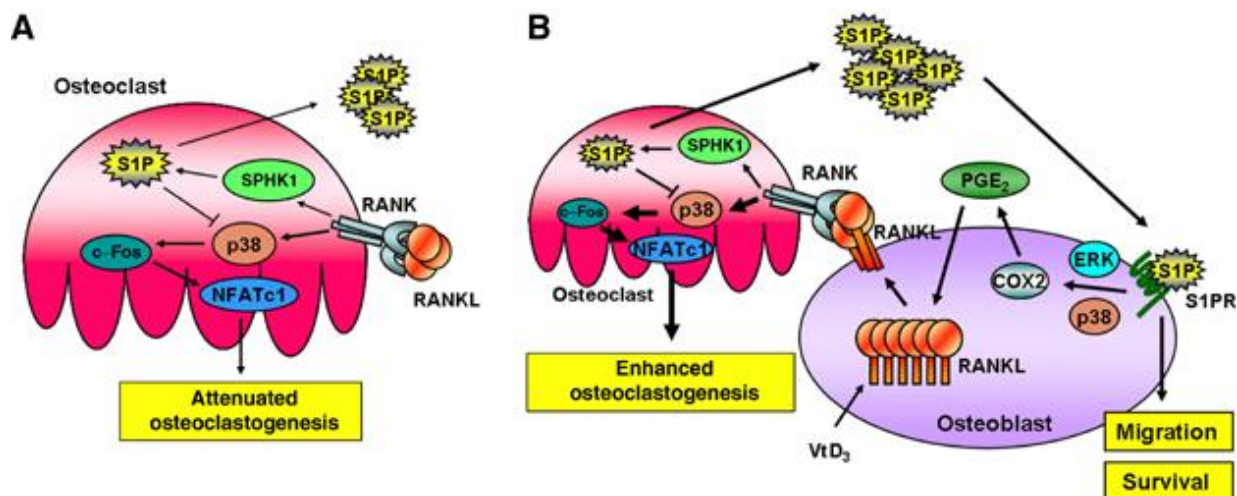 A
Osteoclast
S1P
S1P
S1P
S1P
SPHK1
RANK
p38
c-Fos
NFATc1
RANKL
Attenuated
osteoclastogenesis
B
S1P
S1P
S1P
S1P
S1P
S1P
S1P
SPHK1
RANK
PGE2
c-Fos
p38
RANKL
NFATc1
Osteoclast
ERK
COX2
S1P
S1PR
p38
RANKL
Enhanced
osteoclastogenesis
Osteoblast
VtD3
Migration
Survival